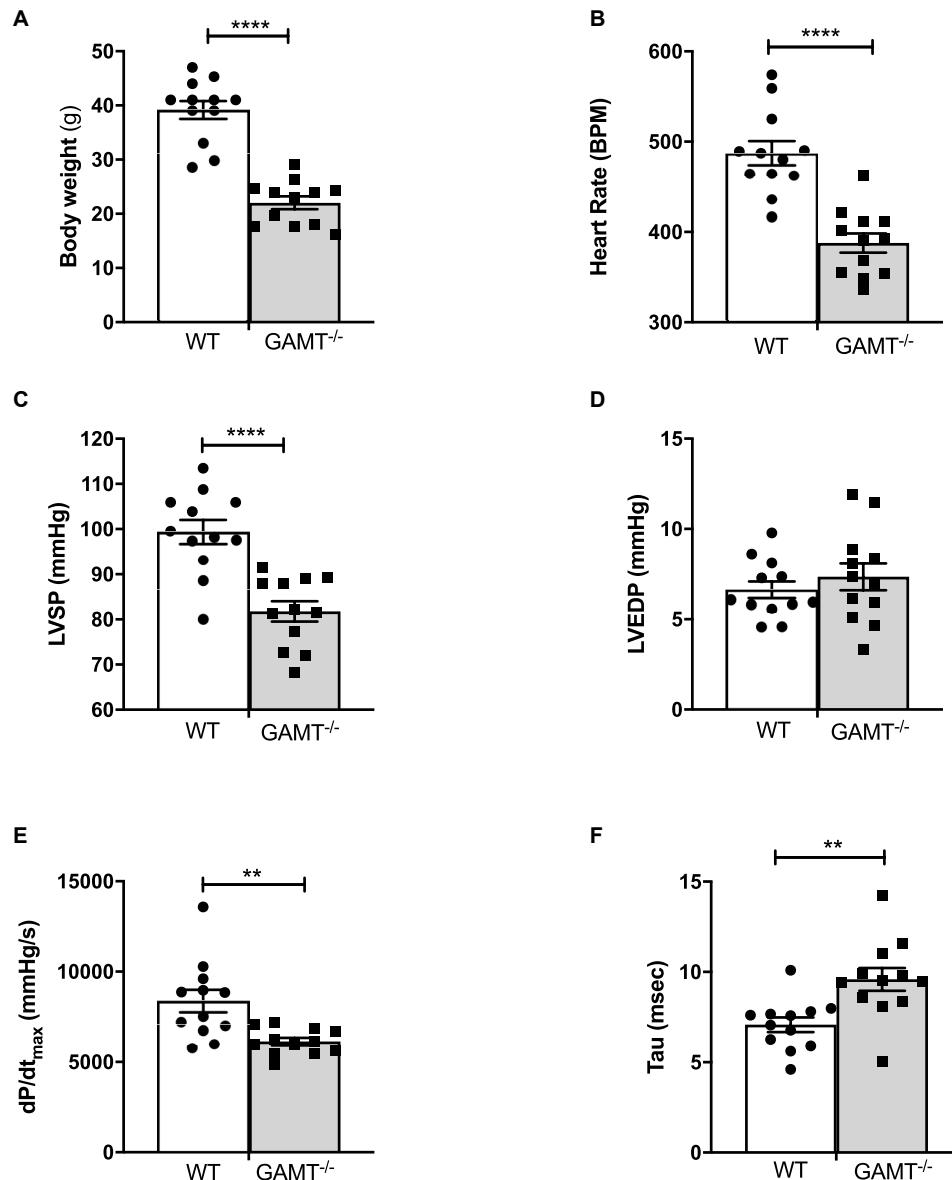 A
B
****
****
50
40
30
20
10
0
Body weight (g)
WT
GAMT-/-
600
500
400
300
Heart Rate (BPM)
WT
GAMT-/-
C
D
****
120
110
100
90
80
70
60
LVSP (mmHg)
WT
GAMT-/-
15
10
5
0
LVEDP (mmHg)
WT
GAMT-/-
E
F
**
**
15000
10000
5000
0
dP/dtmax (mmHg/s)
WT
GAMT-/-
15
10
5
0
Tau (msec)
WT
GAMT-/-